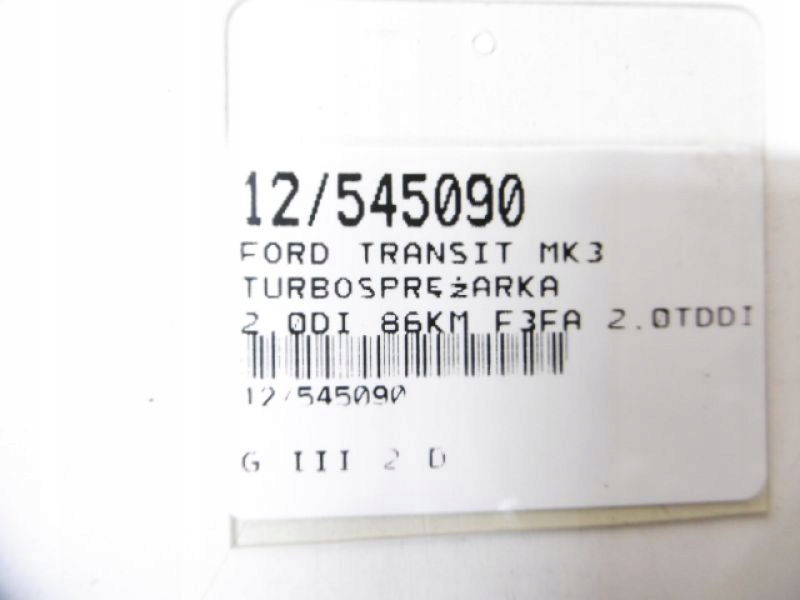 12/545090
FORD TRANSIT MK3
TURBOSPRĘżARKA
2.0DI 86KM F3FA 2.0TDDI
12/545090
G III 2 D